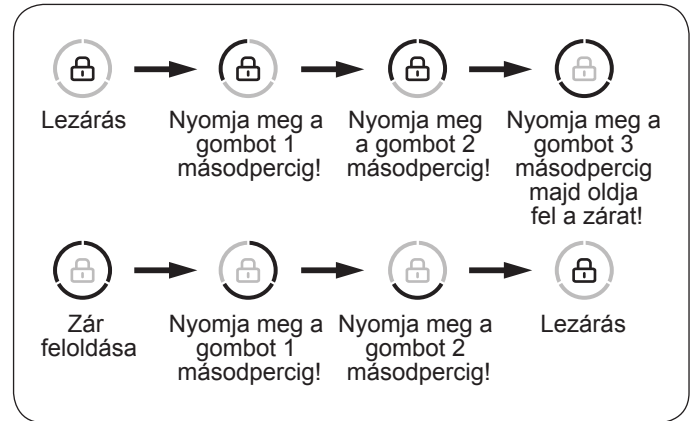 Lezárás
Nyomja meg a
gombot 1
másodpercig!
Nyomja meg
a gombot 2
másodpercig!
Nyomja meg a
gombot 3
másodpercig
majd oldja
fel a zárat!
Zár
feloldása
Nyomja meg a
gombot 1
másodpercig!
Nyomja meg a
gombot 2
másodpercig!
Lezárás